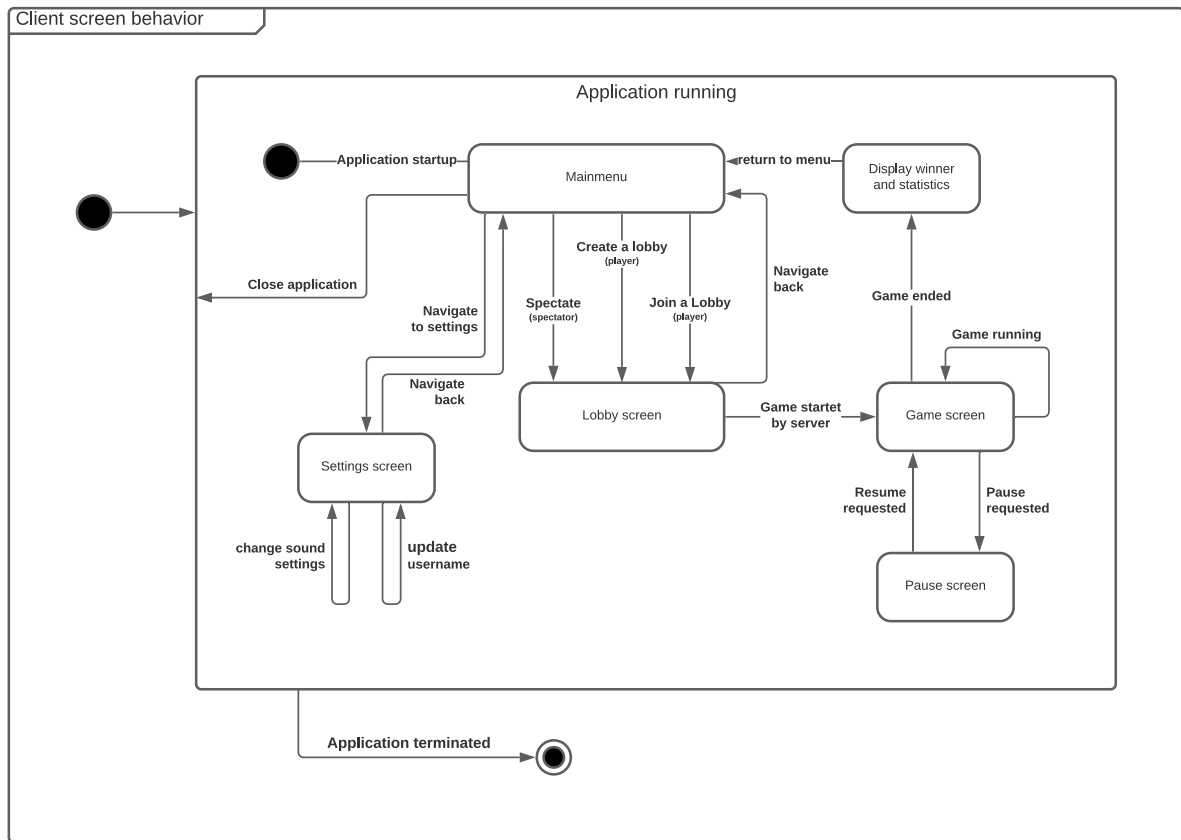 Client screen behavior
Application running
Application startup
Mainmenu
return to menu
Display winner
and statistics
Close application
Navigate
to settings
Navigate
back
Spectate
(spectator)
Create a lobby
(player)
Join a Lobby
(player)
Navigate
back
Game ended
Game running
Lobby screen
Game startet
by server
Game screen
Settings screen
Resume
requested
Pause
requested
change sound
settings
update
username
Pause screen
Application terminated